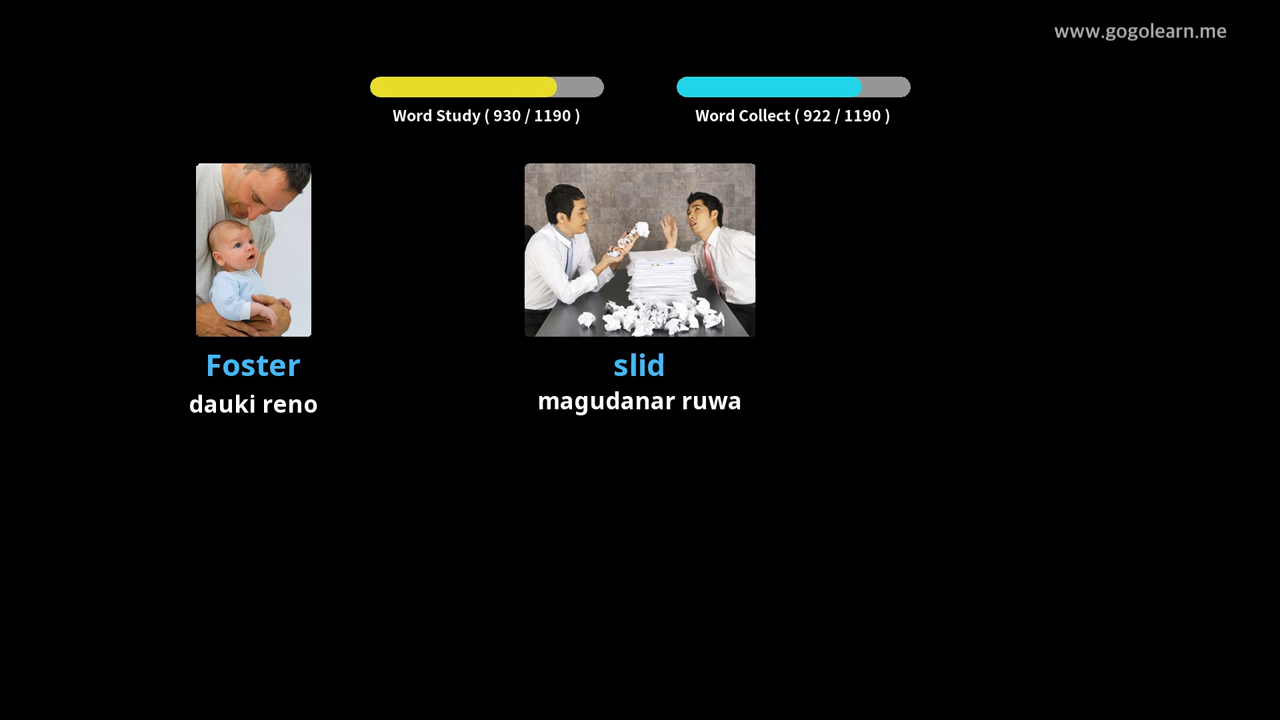 www.gogolearn.me
Word Study ( 930 / 1190 )
Word Collect ( 922 / 1190 )
Foster
dauki reno
slid
magudanar ruwa